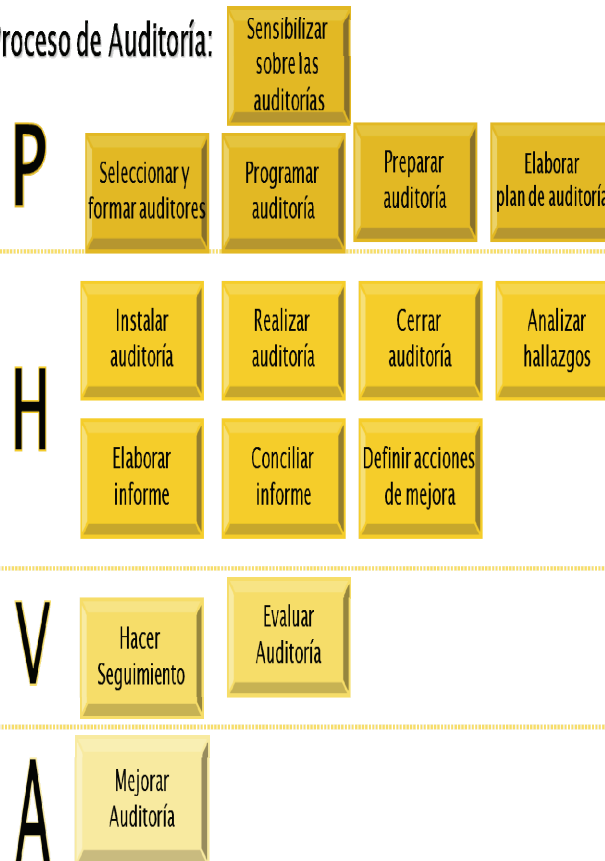 Proceso de Auditoría:
Sensibilizar
sobre las
auditorías
P
Seleccionar y
formar auditores
Programar
auditoría
Preparar
auditoría
Elaborar
plan de auditoría
H
Instalar
auditoría
Realizar
auditoría
Cerrar
auditoría
Analizar
hallazgos
Elaborar
informe
Conciliar
informe
Definir acciones
de mejora
V
Hacer
Seguimiento
Evaluar
Auditoría
A
Mejorar
Auditoría